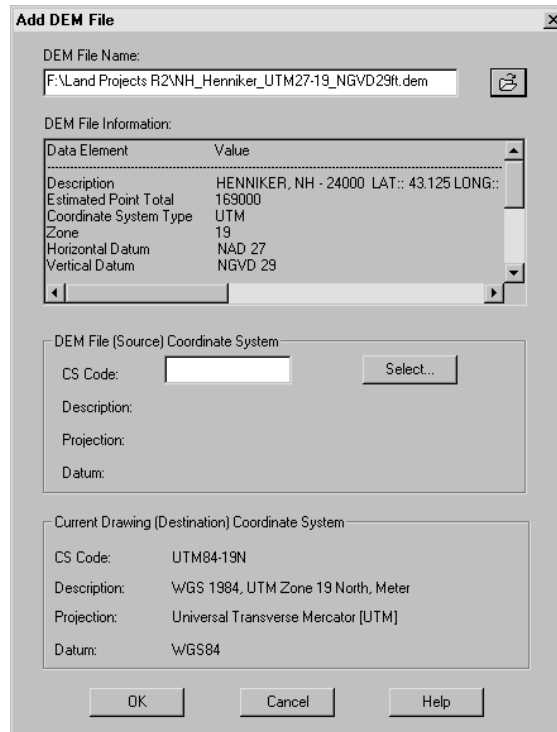 Add DEM File
DEM File Name:
F:\Land Projects R2\NH_Henniker_UTM27-19_NGVD29ft.dem
DEM File Information:
Data Element Value
Description HENNIKER, NH - 24000 LAT:: 43.125 LONG::
Estimated Point Total 169000
Coordinate System Type UTM
Zone 19
Horizontal Datum NAD 27
Vertical Datum NGVD 29
DEM File (Source) Coordinate System
CS Code: Select...
Description:
Projection:
Datum:
Current Drawing (Destination) Coordinate System
CS Code: UTM84-19N
Description: WGS 1984, UTM Zone 19 North, Meter
Projection: Universal Transverse Mercator [UTM]
Datum: WGS84
OK Cancel Help